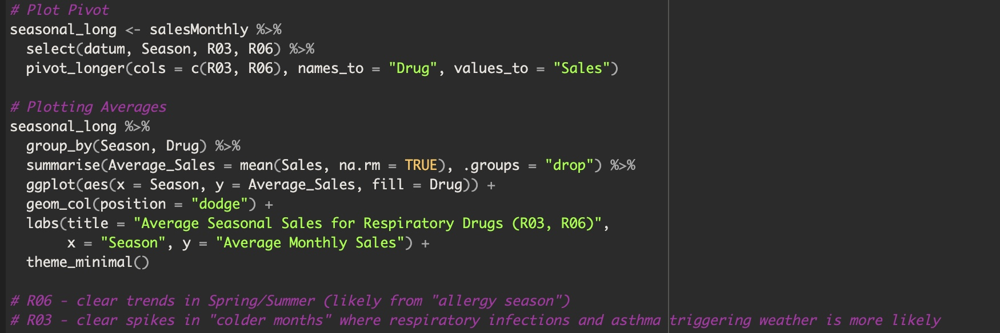 # Plot Pivot
seasonal_long <- salesMonthly %>%
  select(datum, Season, R03, R06) %>%
  pivot_longer(cols = c(R03, R06), names_to = "Drug", values_to = "Sales")

# Plotting Averages
seasonal_long %>%
  group_by(Season, Drug) %>%
  summarise(Average_Sales = mean(Sales, na.rm = TRUE), .groups = "drop") %>%
  ggplot(aes(x = Season, y = Average_Sales, fill = Drug)) +
  geom_col(position = "dodge") +
  labs(title = "Average Seasonal Sales for Respiratory Drugs (R03, R06)",
       x = "Season", y = "Average Monthly Sales") +
  theme_minimal()

# R06 - clear trends in Spring/Summer (likely from "allergy season")
# R03 - clear spikes in "colder months" where respiratory infections and asthma triggering weather is more likely